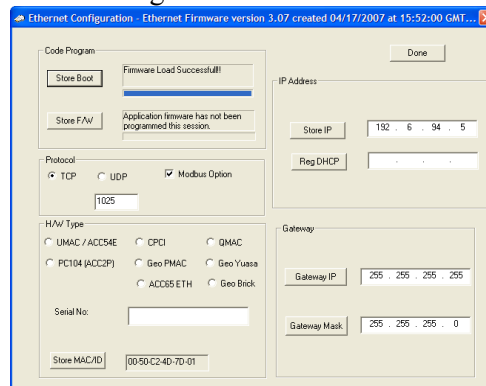 Ethernet Configuration - Ethernet Firmware version 3.07 created 04/17/2007 at 15:52:00 GMT...
Code Program
Store Boot
Firmware Load Successful!!!
Store F/W
Application firmware has not been
programmed this session.
Done
IP Address
Store IP
192 . 6 . 94 . 5
Reg DHCP
. . .
Protocol
TCP
UDP
Modbus Option
1025
H/W Type
UMAC / ACC54E
CPCI
QMAC
PC104 (ACC2P)
Geo PMAC
Geo Yuasa
ACC65 ETH
Geo Brick
Serial No:
Store MAC/ID
00-50-C2-4D-7D-01
Gateway
Gateway IP
255 . 255 . 255 . 255
Gateway Mask
255 . 255 . 255 . 0